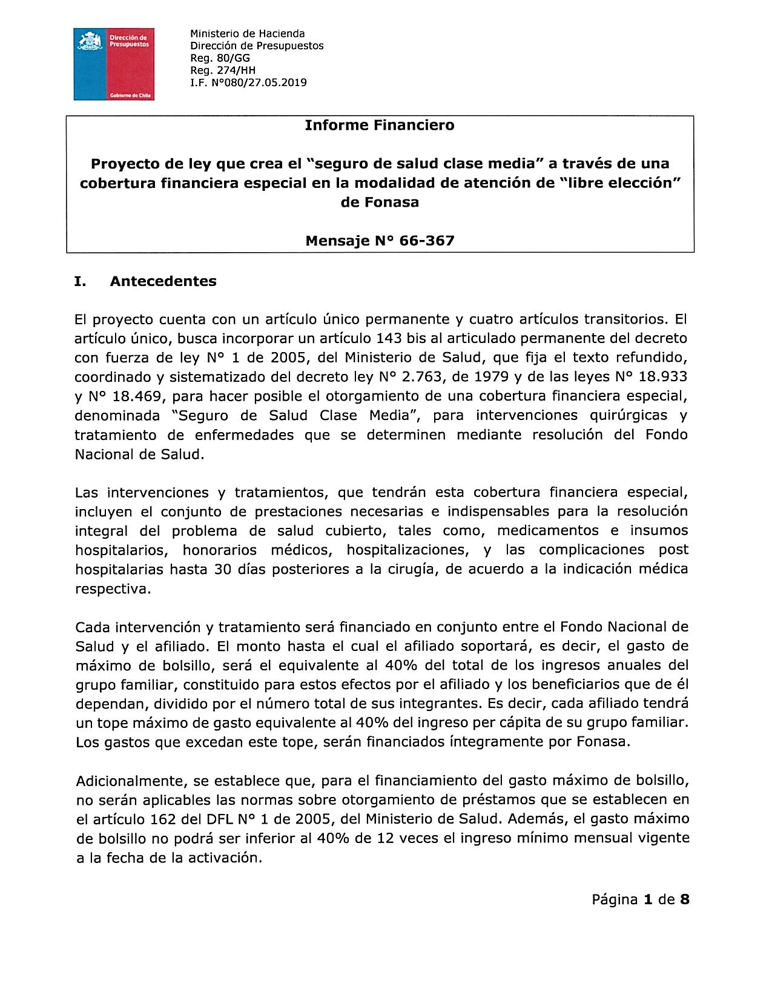 Dirección de
Presupuestos
Gobierno de Chile
Ministerio de Hacienda
Dirección de Presupuestos
Reg. 80/GG
Reg. 274/HH
I.F. N°080/27.05.2019
Informe Financiero
Proyecto de ley que crea el "seguro de salud clase media" a través de una
cobertura financiera especial en la modalidad de atención de "libre elección"
de Fonasa
Mensaje N° 66-367
I. Antecedentes
El proyecto cuenta con un artículo único permanente y cuatro artículos transitorios. El
artículo único, busca incorporar un artículo 143 bis al articulado permanente del decreto
con fuerza de ley N° 1 de 2005, del Ministerio de Salud, que fija el texto refundido,
coordinado y sistematizado del decreto ley N° 2.763, de 1979 y de las leyes N° 18.933
y N° 18.469, para hacer posible el otorgamiento de una cobertura financiera especial,
denominada "Seguro de Salud Clase Media", para intervenciones quirúrgicas y
tratamiento de enfermedades que se determinen mediante resolución del Fondo
Nacional de Salud.
Las intervenciones y tratamientos, que tendrán esta cobertura financiera especial,
incluyen el conjunto de prestaciones necesarias e indispensables para la resolución
integral del problema de salud cubierto, tales como, medicamentos e insumos
hospitalarios, honorarios médicos, hospitalizaciones, y las complicaciones post
hospitalarias hasta 30 días posteriores a la cirugía, de acuerdo a la indicación médica
respectiva.
Cada intervención y tratamiento será financiado en conjunto entre el Fondo Nacional de
Salud y el afiliado. El monto hasta el cual el afiliado soportará, es decir, el gasto de
máximo de bolsillo, será el equivalente al 40% del total de los ingresos anuales del
grupo familiar, constituido para estos efectos por el afiliado y los beneficiarios que de él
dependan, dividido por el número total de sus integrantes. Es decir, cada afiliado tendrá
un tope máximo de gasto equivalente al 40% del ingreso per cápita de su grupo familiar.
Los gastos que excedan este tope, serán financiados íntegramente por Fonasa.
Adicionalmente, se establece que, para el financiamiento del gasto máximo de bolsillo,
no serán aplicables las normas sobre otorgamiento de préstamos que se establecen en
el artículo 162 del DFL N° 1 de 2005, del Ministerio de Salud. Además, el gasto máximo
de bolsillo no podrá ser inferior al 40% de 12 veces el ingreso mínimo mensual vigente
a la fecha de la activación.
Página 1 de 8